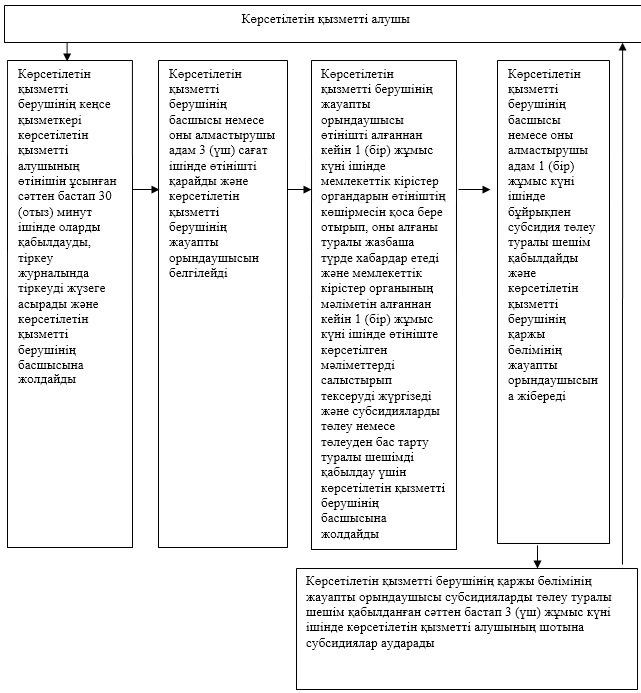 Көрсетілетін қызметті алушы
Көрсетілетін
қызметті
берушінің кеңсе
қызметкері
көрсетілетін
қызметті
алушының
өтінішін ұсынған
сәттен бастап 30
(отыз) минут
ішінде оларды
қабылдауды,
тіркеу
журналында
тіркеуді жүзеге
асырады және
көрсетілетін
қызметті
берушінің
басшысына
жолдайды
Көрсетілетін
қызметті
берушінің
басшысы немесе
оны алмастырушы
адам 3 (үш) сағат
ішінде өтінішті
қарайды және
көрсетілетін
қызметті
берушінің
жауапты
орындаушысын
белгілейді
Көрсетілетін
қызметті берушінің
жауапты
орындаушысы
өтінішті алғаннан
кейін 1 (бір) жұмыс
күні ішінде
мемлекеттік кірістер
органдарын өтініштің
көшірмесін қоса бере
отырып, оны алғаны
туралы жазбаша
түрде хабардар етеді
және мемлекеттік
кірістер органының
мәліметін алғаннан
кейін 1 (бір) жұмыс
күні ішінде өтініште
көрсетілген
мәліметтерді
салыстырып
тексеруді жүргізеді
және субсидияларды
төлеу немесе
төлеуден бас тарту
туралы шешімді
қабылдау үшін
көрсетілетін қызметті
берушінің
басшысына
жолдайды
Көрсетілетін
қызметті
берушінің
басшысы
немесе оны
алмастырушы
адам 1 (бір)
жұмыс күні
ішінде
бұйрықпен
субсидия төлеу
туралы шешім
қабылдайды
және
көрсетілетін
қызметті
берушінің
қаржы
бөлімінің
жауапты
орындаушысын
а жібереді
Көрсетілетін қызметті берушінің қаржы бөлімінің
жауапты орындаушысы субсидияларды төлеу туралы
шешім қабылданған сәттен бастап 3 (үш) жұмыс күні
ішінде көрсетілетін қызметті алушының шотына
субсидиялар аударады